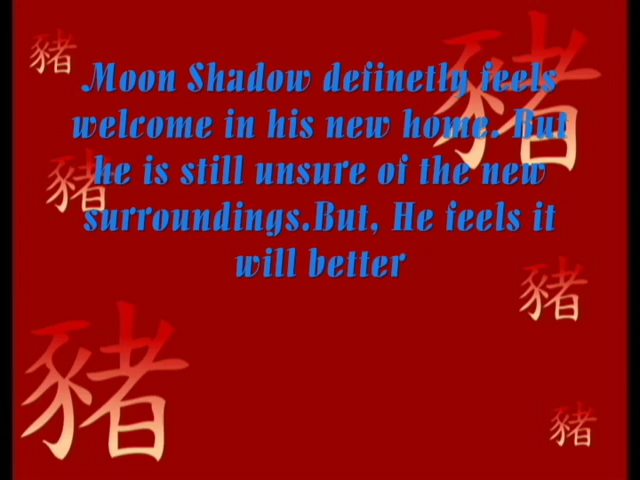 豬
豬
Moon Shadow definetly feels
welcome in his new home. But
he is still unsure of the new
surroundings.But, He feels it
will better
豬
豬
豬
豬